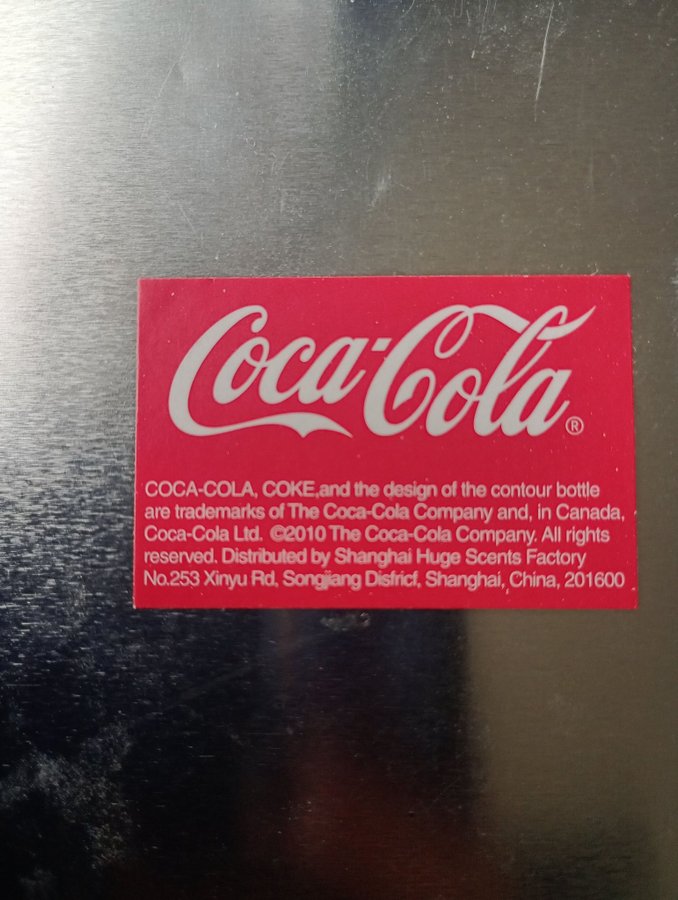 Coca-Cola®
COCA-COLA, COKE,and the design of the contour bottle
are trademarks of The Coca-Cola Company and, in Canada,
Coca-Cola Ltd. ©2010 The Coca-Cola Company. All rights
reserved. Distributed by Shanghai Huge Scents Factory
No.253 Xinyu Rd, Songjiang Disfricf, Shanghai, China, 201600